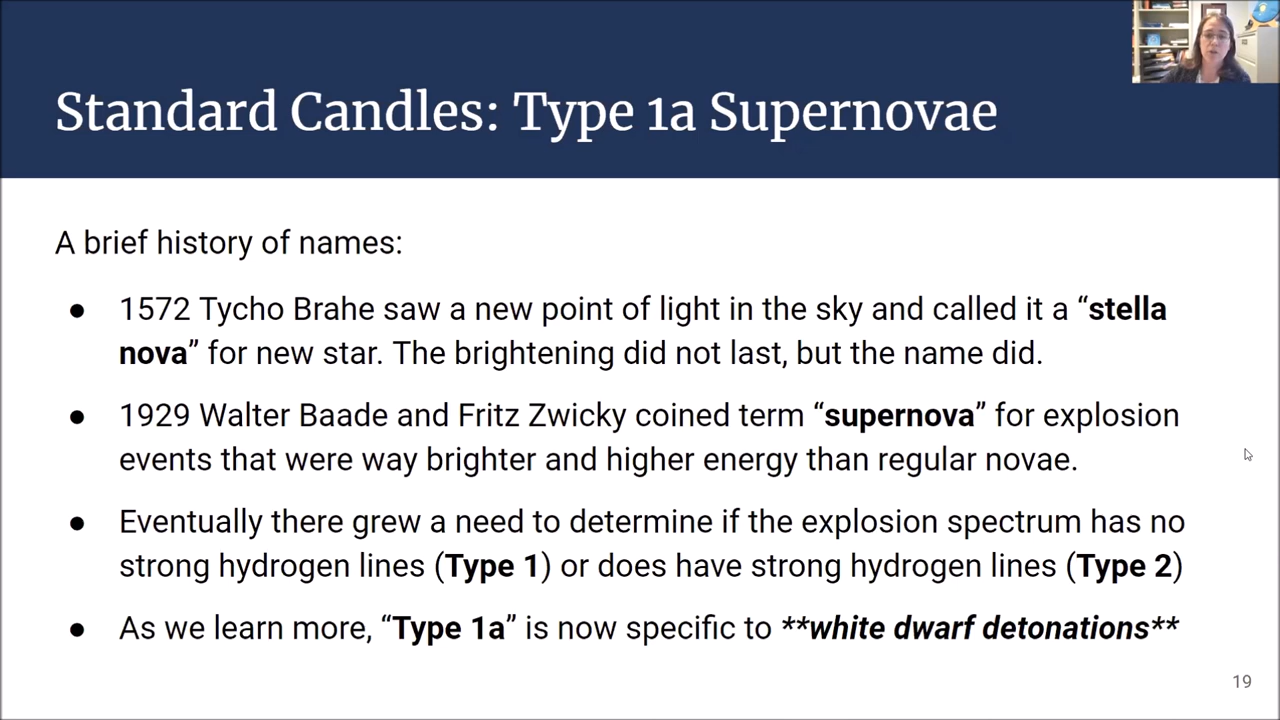 Standard Candles: Type 1a Supernovae
A brief history of names:
● 1572 Tycho Brahe saw a new point of light in the sky and called it a “stella
nova” for new star. The brightening did not last, but the name did.
● 1929 Walter Baade and Fritz Zwicky coined term “supernova” for explosion
events that were way brighter and higher energy than regular novae.
● Eventually there grew a need to determine if the explosion spectrum has no
strong hydrogen lines (Type 1) or does have strong hydrogen lines (Type 2)
● As we learn more, “Type 1a” is now specific to **white dwarf detonations**
19